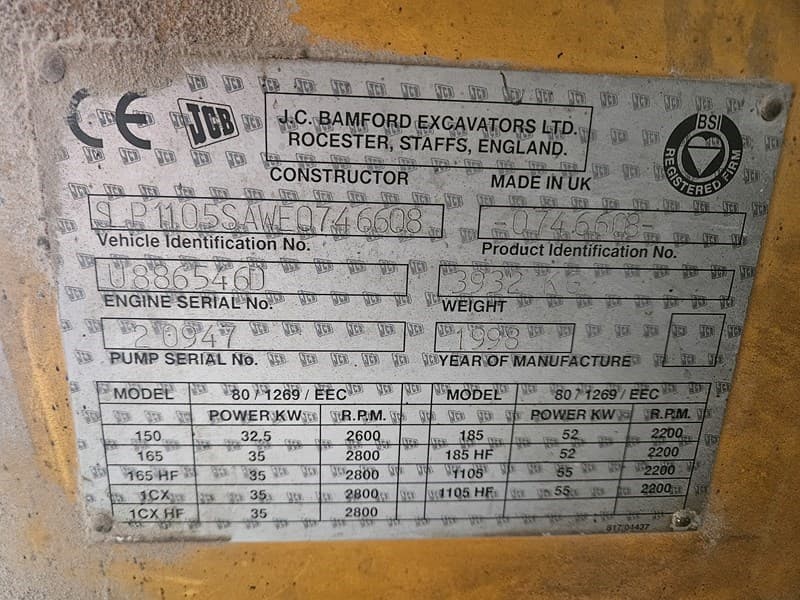 CE JCB J.C. BAMFORD EXCAVATORS LTD.
ROCESTER, STAFFS, ENGLAND.
BSI
REGISTERED FIRM
CONSTRUCTOR MADE IN UK
SLP1105SAWE0746608 -0746608
Vehicle Identification No. Product Identification No.
U886546D 3932 KG
ENGINE SERIAL No. WEIGHT
20947 1998
PUMP SERIAL No. YEAR OF MANUFACTURE
MODEL 80 / 1269 / EEC MODEL 80 / 1269 / EEC
POWER KW R.P.M. POWER KW R.P.M.
150 32.5 2600 185 52 2200
165 35 2800 185 HF 52 2200
165 HF 35 2800 1105 55 2200
1CX 35 2800 1105 HF 55 2200
1CX HF 35 2800
817/04437